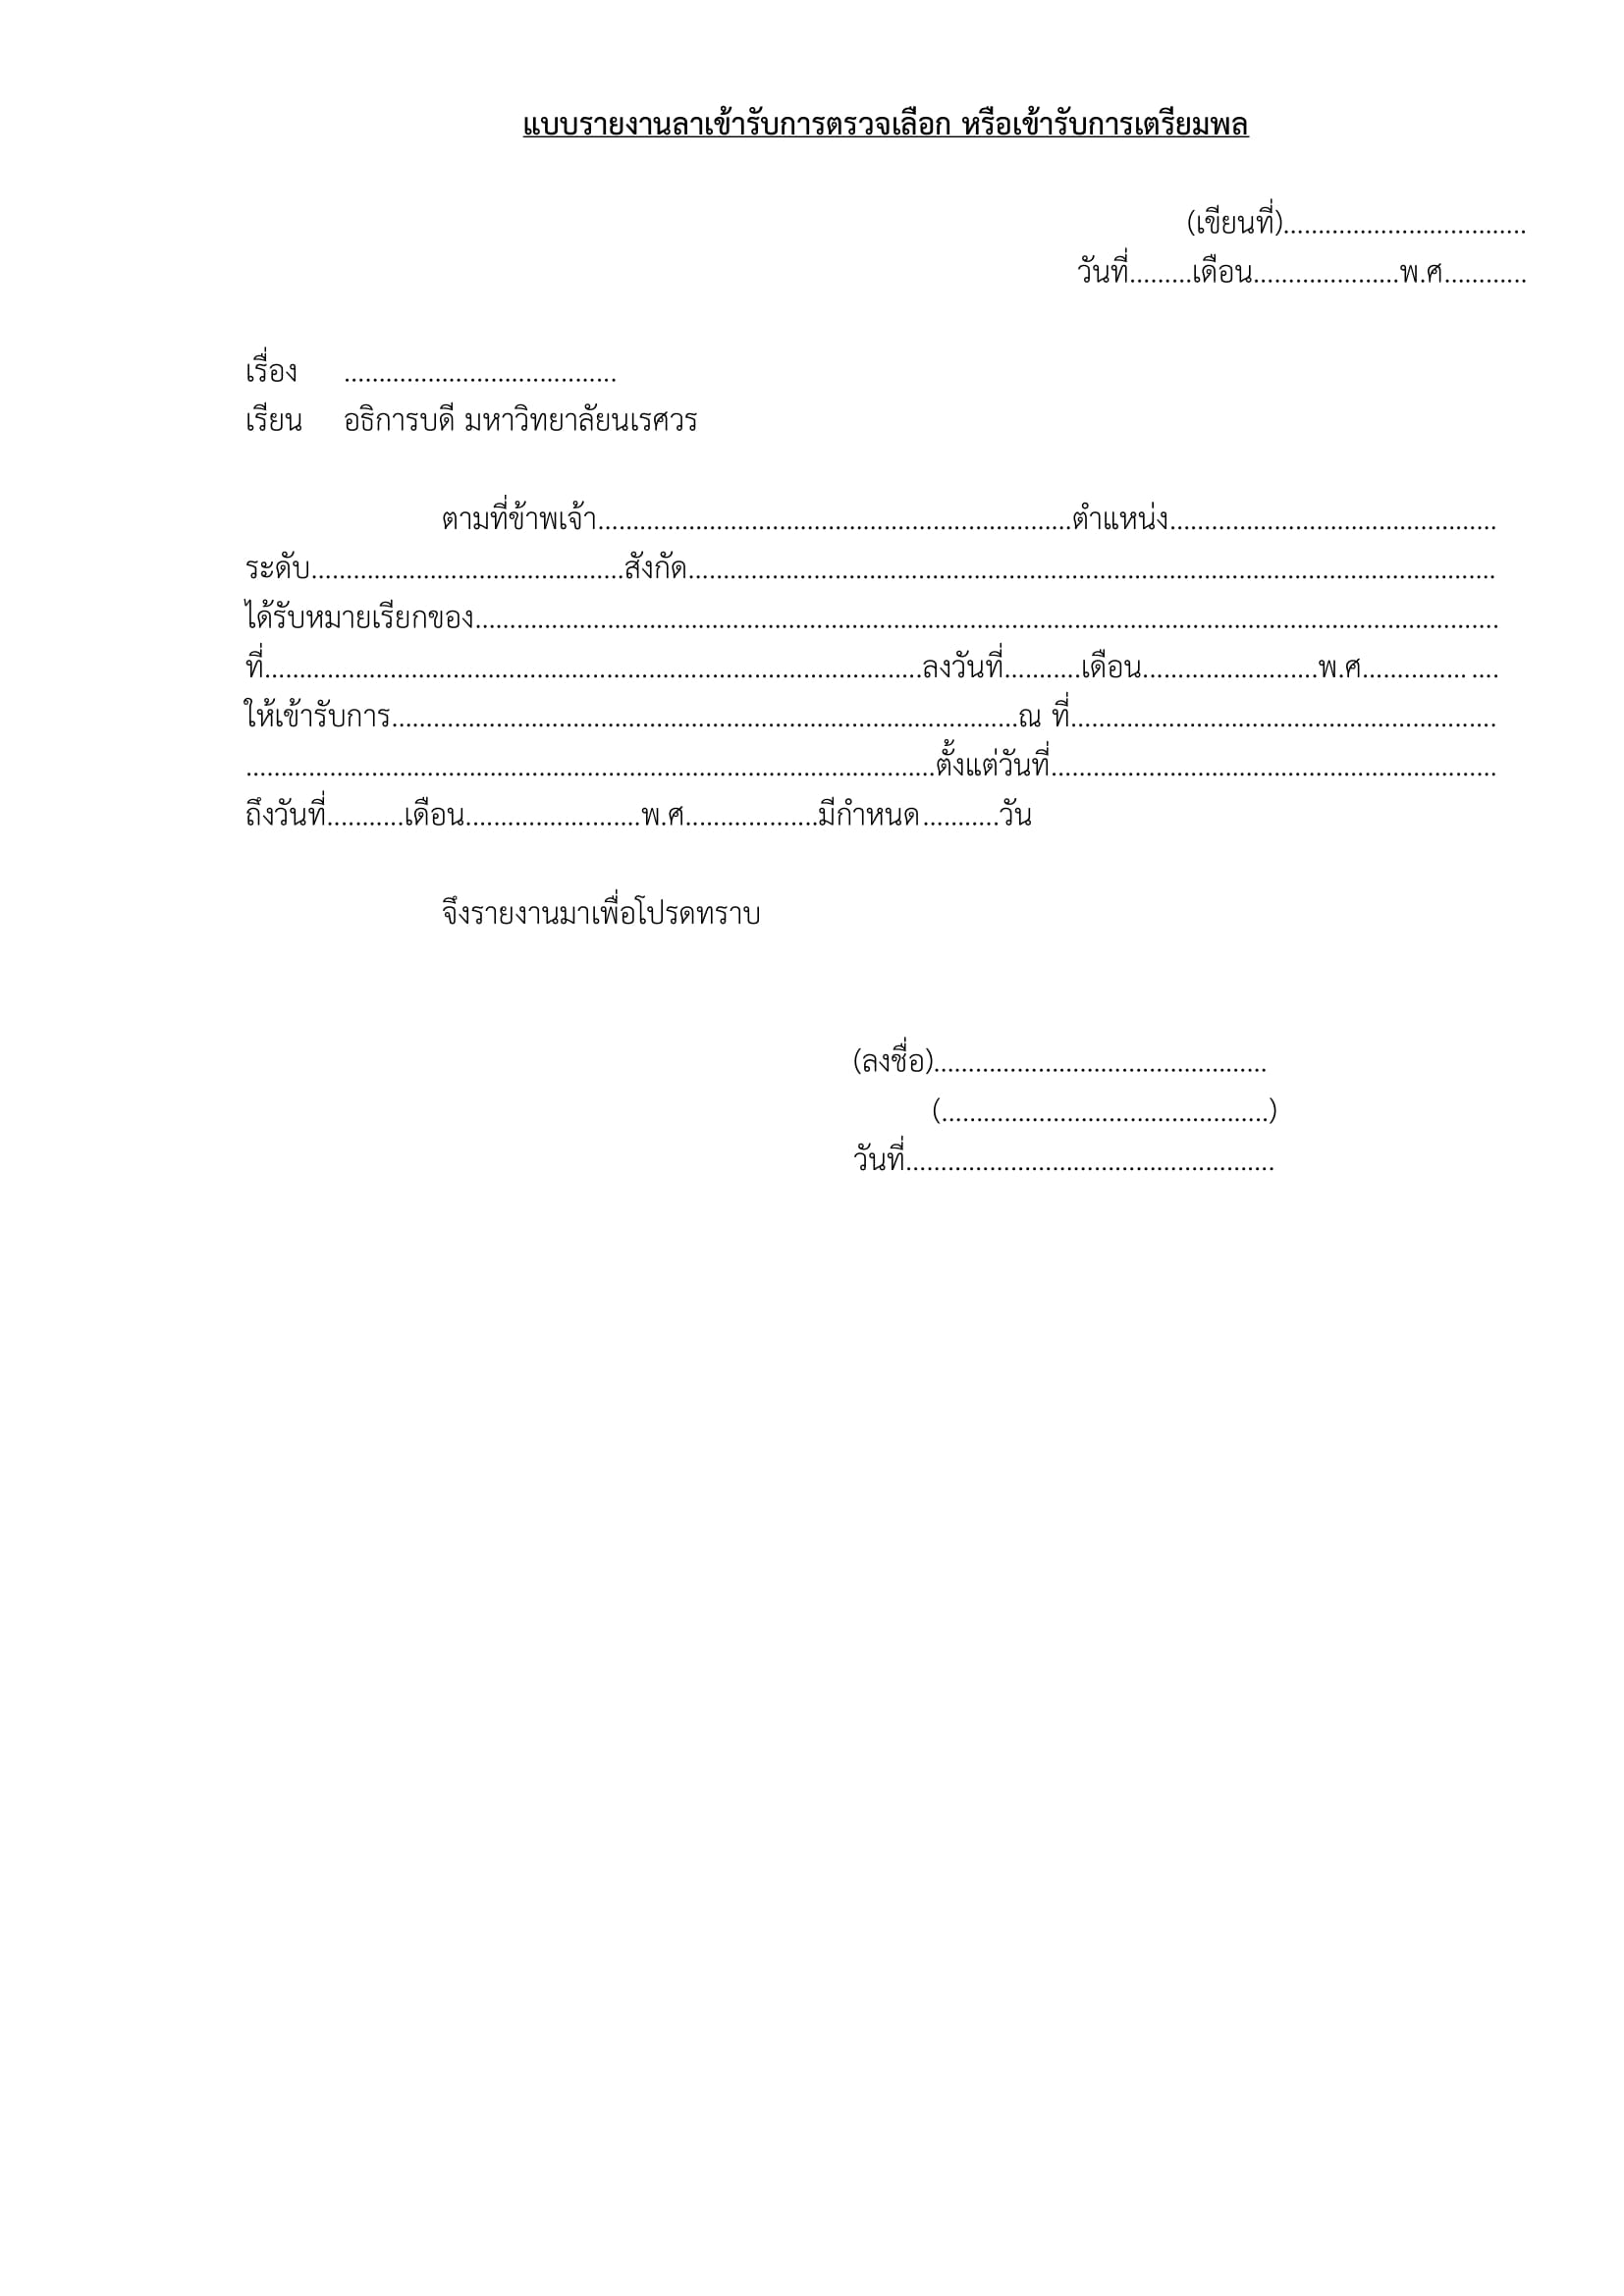 แบบรายงานลาเข้ารับการตรวจเลือก หรือเข้ารับการเตรียมพล
(เขียนที่)...................................
วันที่.........เดือน.....................พ.ศ............
เรื่อง .......................................
เรียน อธิการบดี มหาวิทยาลัยนเรศวร
ตามที่ข้าพเจ้า....................................................................ตำแหน่ง...............................................
ระดับ.............................................สังกัด....................................................................................................................
ได้รับหมายเรียกของ...................................................................................................................................................
ที่..............................................................................................ลงวันที่...........เดือน.........................พ.ศ............... ....
ให้เข้ารับการ..........................................................................................ณ ที่.............................................................
...................................................................................................ตั้งแต่วันที่................................................................
ถึงวันที่...........เดือน.........................พ.ศ...................มีกำหนด...........วัน
จึงรายงานมาเพื่อโปรดทราบ
(ลงชื่อ)................................................
(...............................................)
วันที่.....................................................